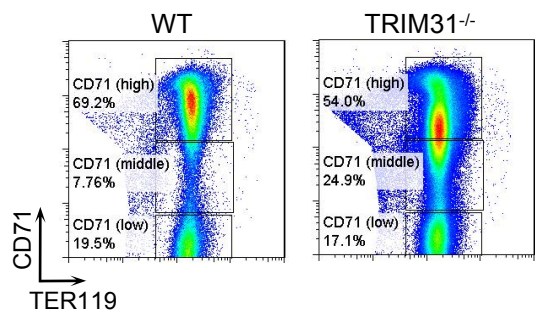 WT
CD71 (high)
69.2%
CD71 (middle)
7.76%
CD71 (low)
19.5%
TRIM31-/-
CD71 (high)
54.0%
CD71 (middle)
24.9%
CD71 (low)
17.1%
CD71
TER119